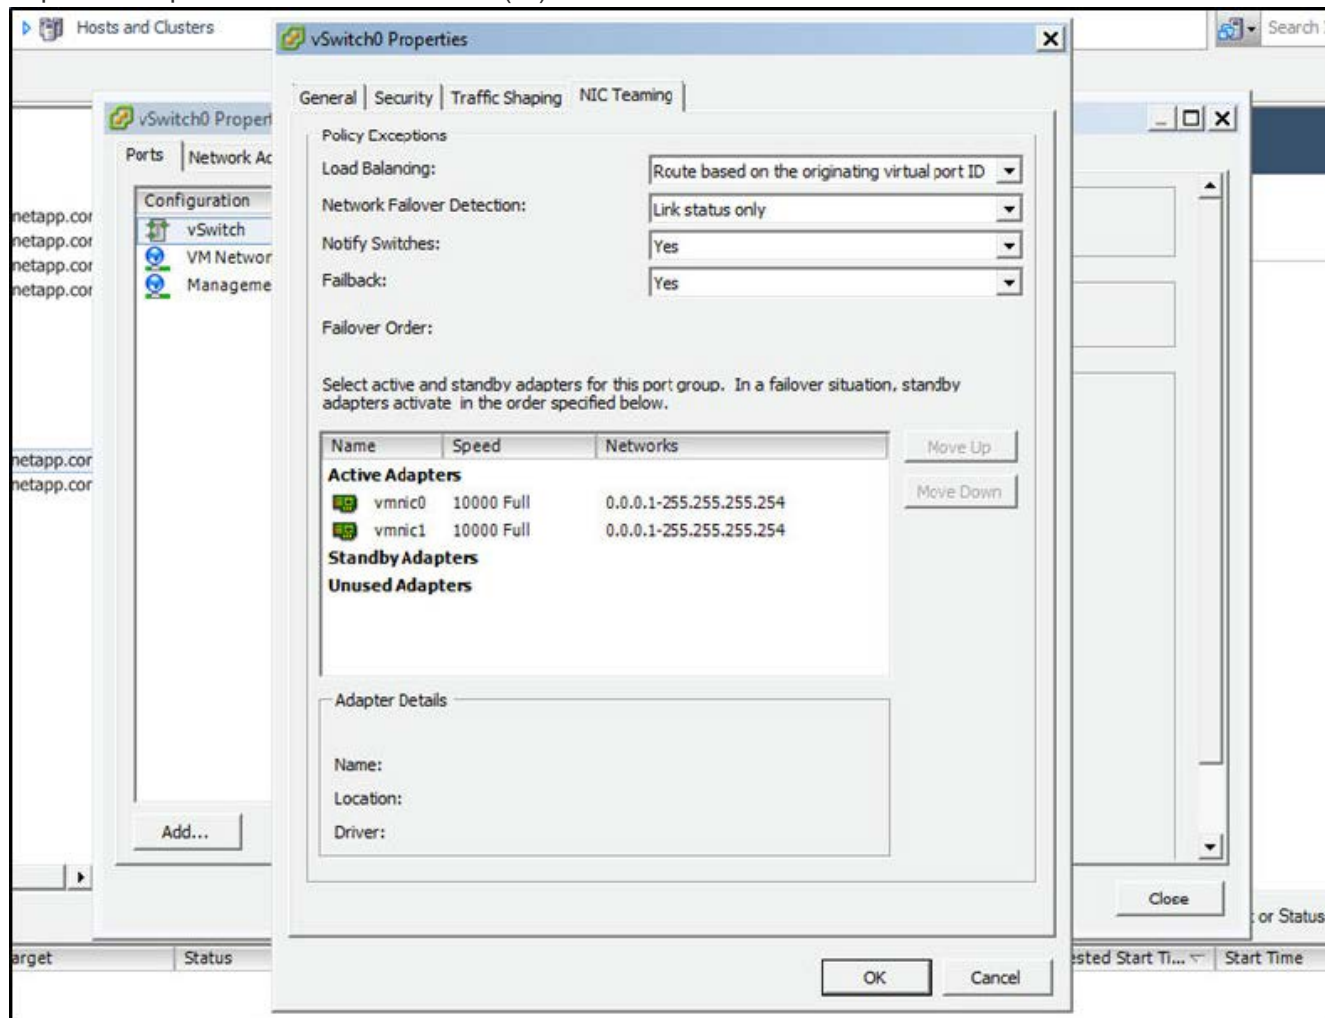 Hosts and Clusters
Search
vSwitch0 Properties
General Security Traffic Shaping NIC Teaming
vSwitch0 Propert
Ports Network Ac
Configuration
vSwitch
VM Networ
Manageme
Add...
netapp.cor
netapp.cor
netapp.cor
netapp.cor
netapp.cor
netapp.cor
Policy Exceptions
Load Balancing: Route based on the originating virtual port ID
Network Failover Detection: Link status only
Notify Switches: Yes
Failback: Yes
Failover Order:
Select active and standby adapters for this port group. In a failover situation, standby
adapters activate in the order specified below.
Name Speed Networks
Active Adapters
vmnic0 10000 Full 0.0.0.1-255.255.255.254
vmnic1 10000 Full 0.0.0.1-255.255.255.254
Standby Adapters
Unused Adapters
Move Up
Move Down
Adapter Details
Name:
Location:
Driver:
Close
or Status
OK Cancel
arget Status ested Start Ti... Start Time